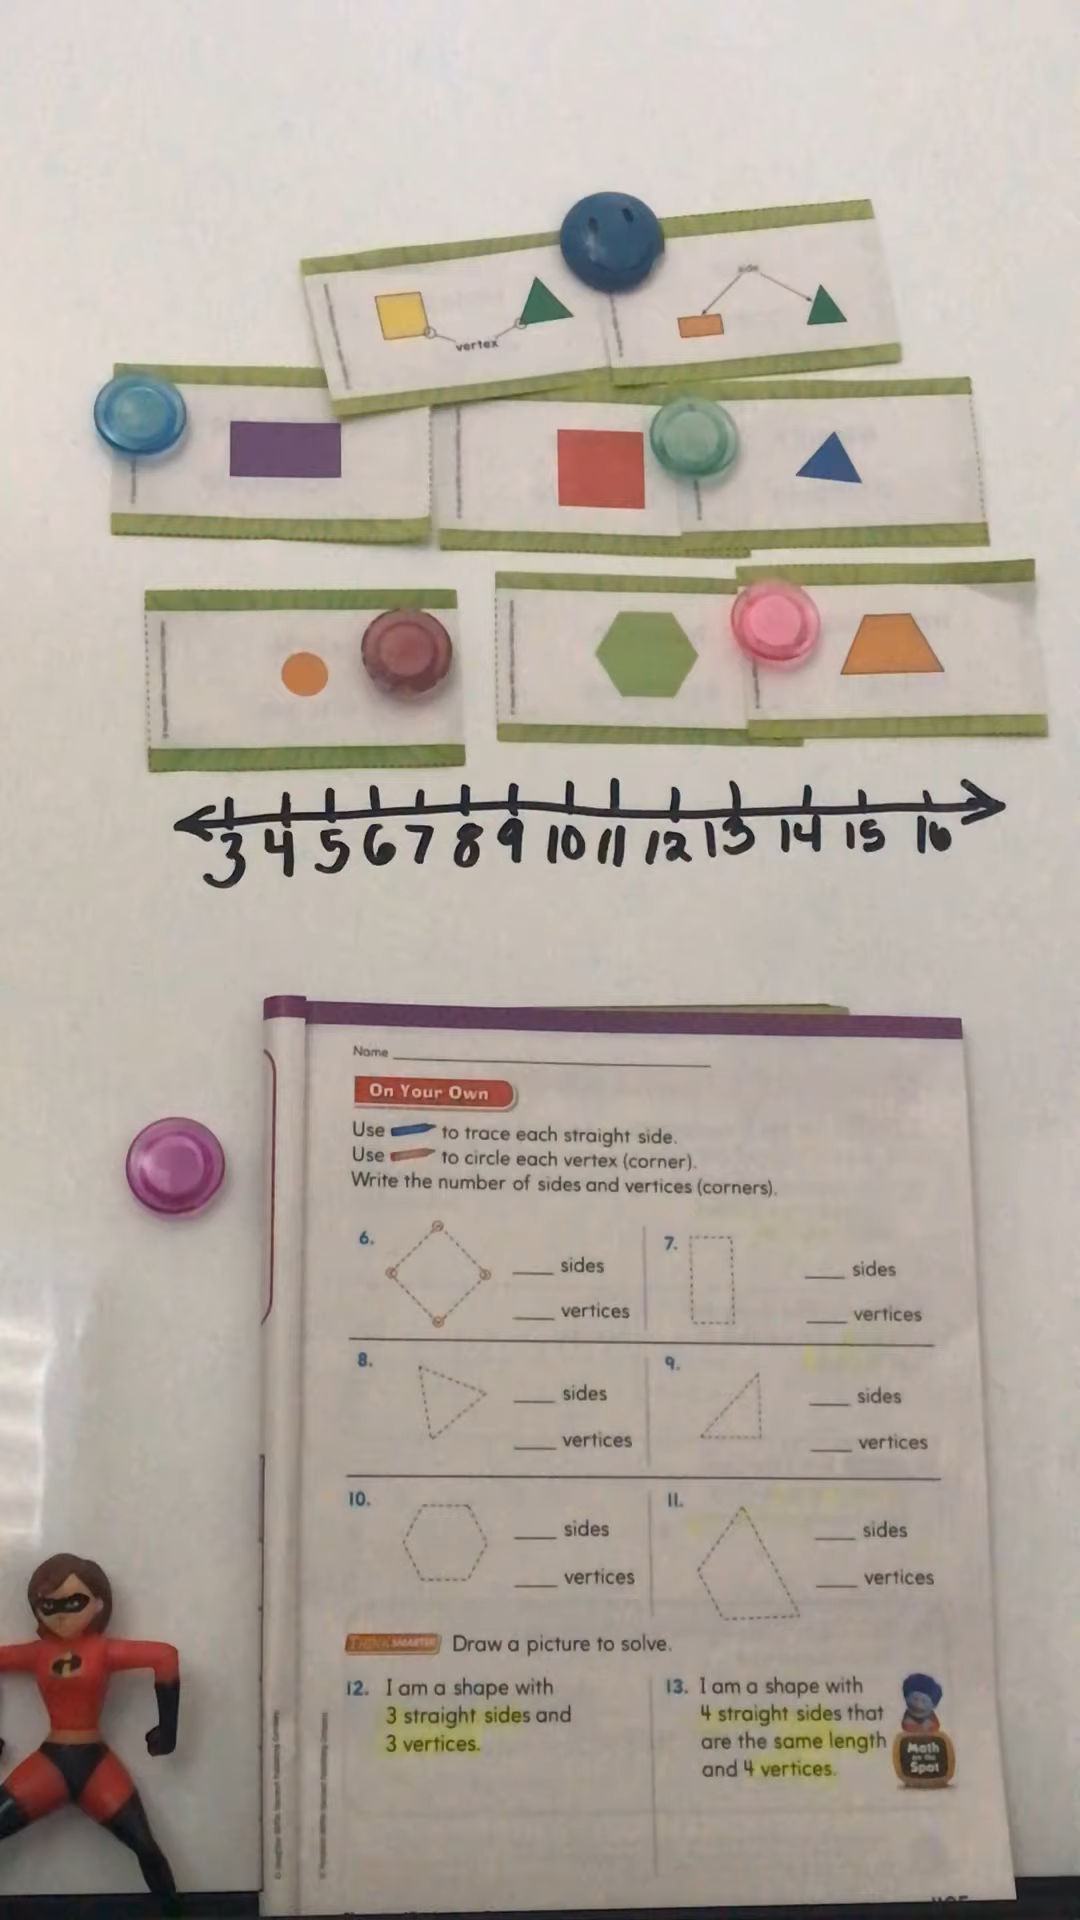 side
vertex
3 4 5 6 7 8 9 10 11 12 13 14 15 16
Name
On Your Own
Use to trace each straight side.
Use to circle each vertex (corner).
Write the number of sides and vertices (corners).
6. sides
vertices
7. sides
vertices
8. sides
vertices
9. sides
vertices
10. sides
vertices
11. sides
vertices
THINK SMARTER Draw a picture to solve.
12. I am a shape with
3 straight sides and
3 vertices.
13. I am a shape with
4 straight sides that
are the same length
and 4 vertices.
Math
on the
Spot